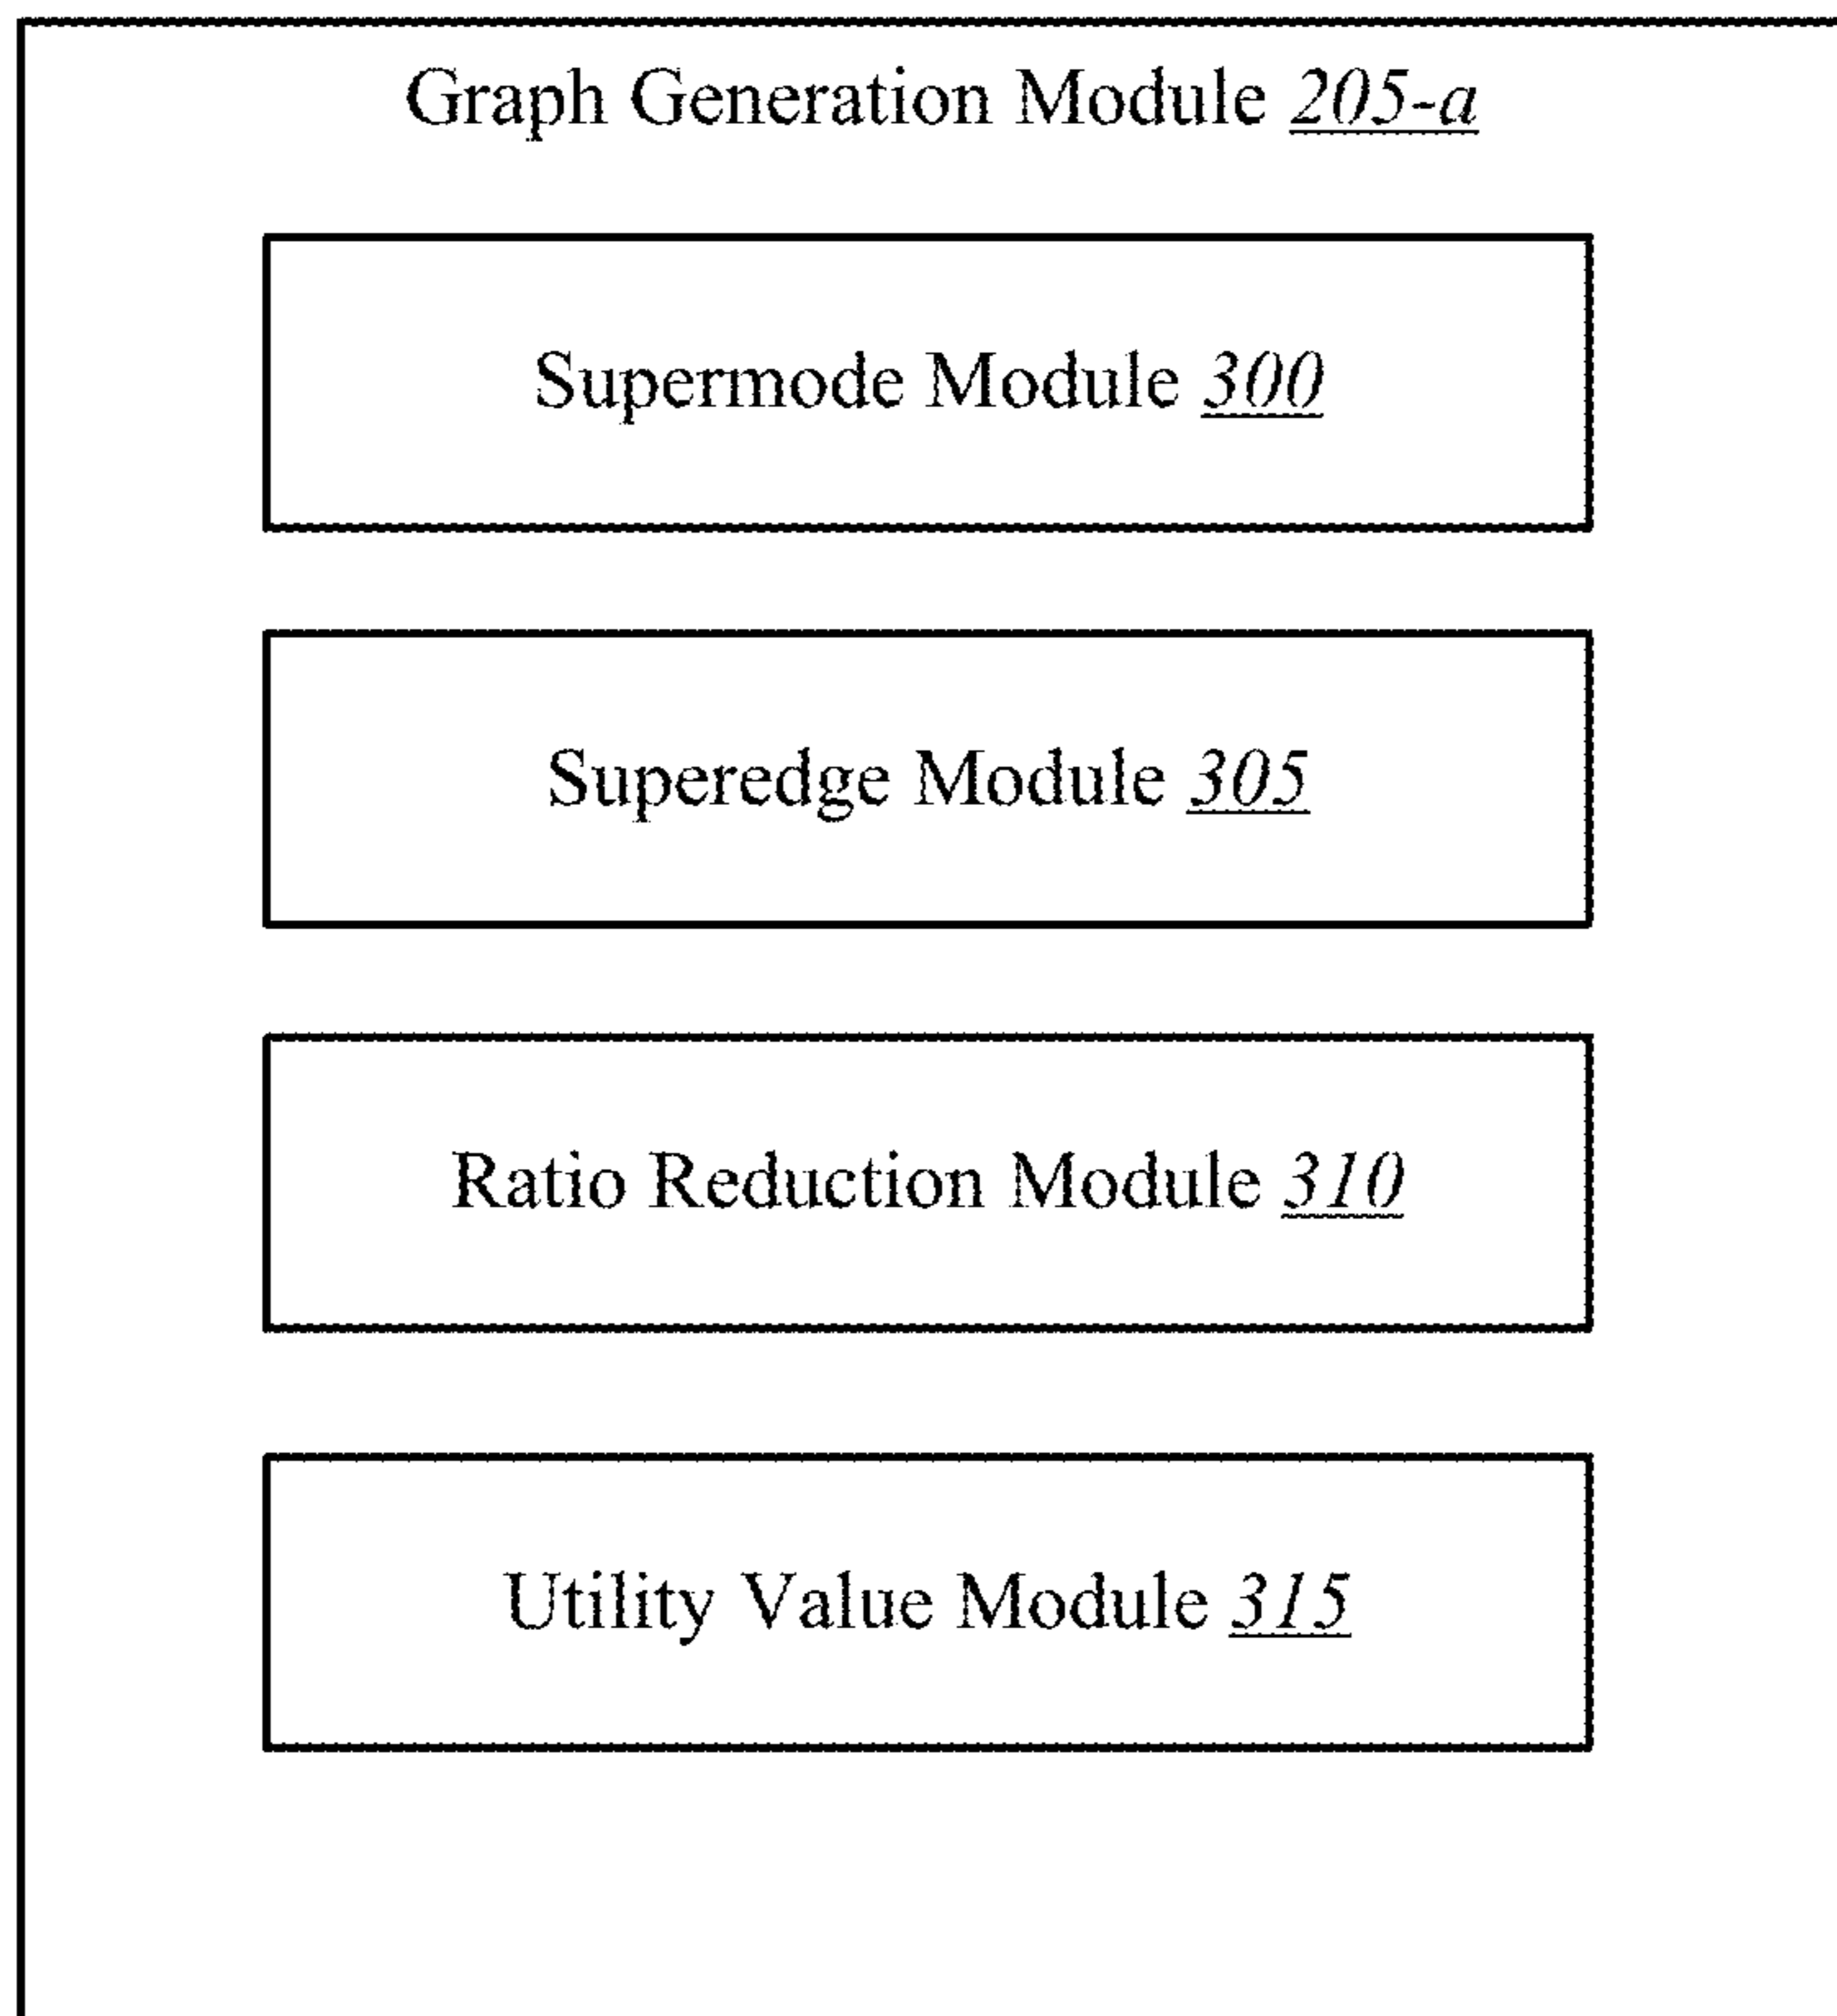 Graph Generation Module 205-a
Supermode Module 300
Superedge Module 305
Ratio Reduction Module 310
Utility Value Module 315